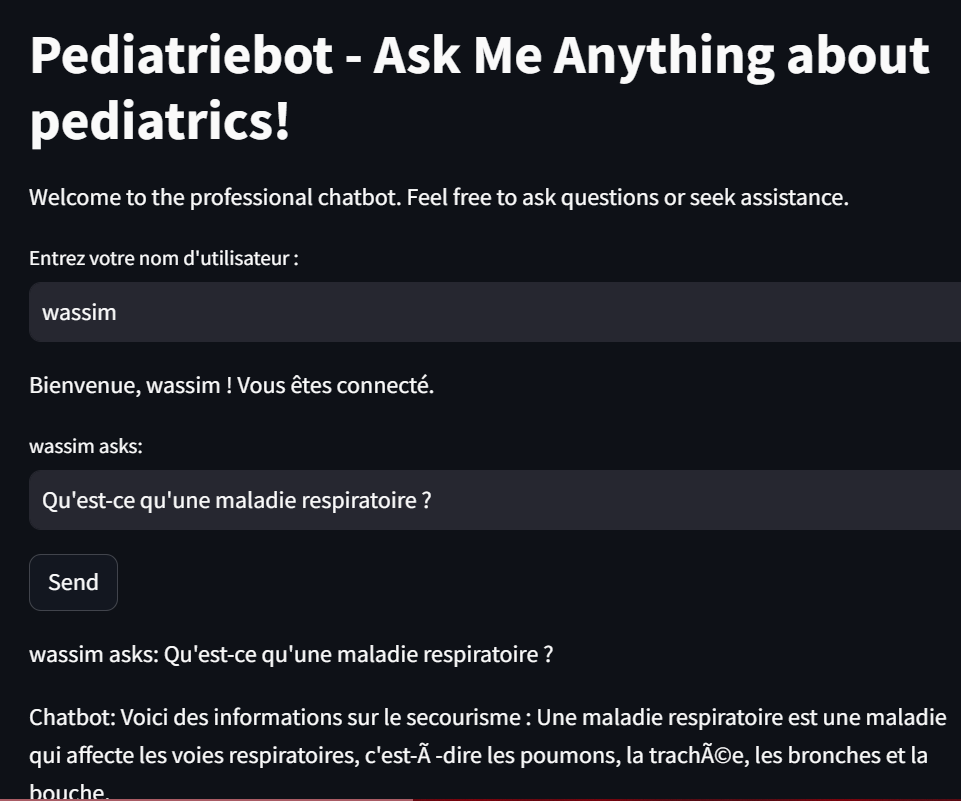 Pediatriebot - Ask Me Anything about
pediatrics!
Welcome to the professional chatbot. Feel free to ask questions or seek assistance.
Entrez votre nom d'utilisateur :
wassim
Bienvenue, wassim ! Vous êtes connecté.
wassim asks:
Qu'est-ce qu'une maladie respiratoire ?
Send
wassim asks: Qu'est-ce qu'une maladie respiratoire ?
Chatbot: Voici des informations sur le secourisme : Une maladie respiratoire est une maladie
qui affecte les voies respiratoires, c'est-Ã -dire les poumons, la trachÃ©e, les bronches et la
bouche.